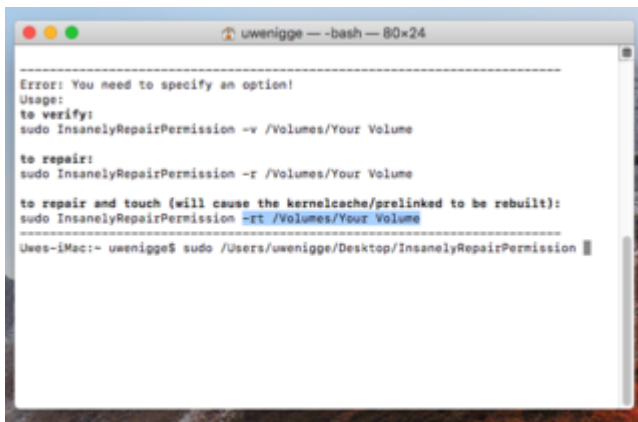 uwenigge — -bash — 80×24
------------------------------------------------------------------------
Error: You need to specify an option!
Usage:
to verify:
sudo InsanelyRepairPermission -v /Volumes/Your Volume
to repair:
sudo InsanelyRepairPermission -r /Volumes/Your Volume
to repair and touch (will cause the kernelcache/prelinked to be rebuilt):
sudo InsanelyRepairPermission -rt /Volumes/Your Volume
------------------------------------------------------------------------
Uwes-iMac:~ uwenigge$ sudo /Users/uwenigge/Desktop/InsanelyRepairPermission